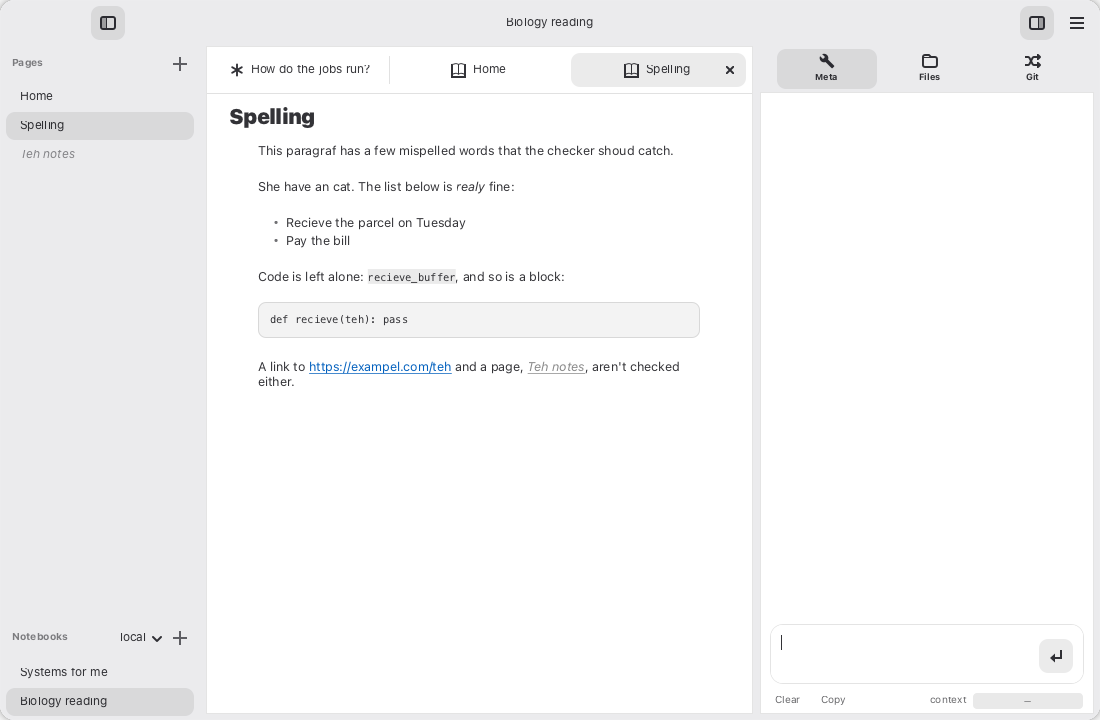 Biology reading
Pages
Home
Spelling
Teh notes
Notebooks
local
Systems for me
Biology reading
How do the jobs run?
Home
Spelling
Spelling
This paragraf has a few mispelled words that the checker shoud catch.
She have an cat. The list below is realy fine:
• Recieve the parcel on Tuesday
• Pay the bill
Code is left alone: recieve_buffer, and so is a block:
def recieve(teh): pass
A link to https://exampel.com/teh and a page, Teh notes, aren't checked
either.
Meta
Files
Git
Clear
Copy
context
–